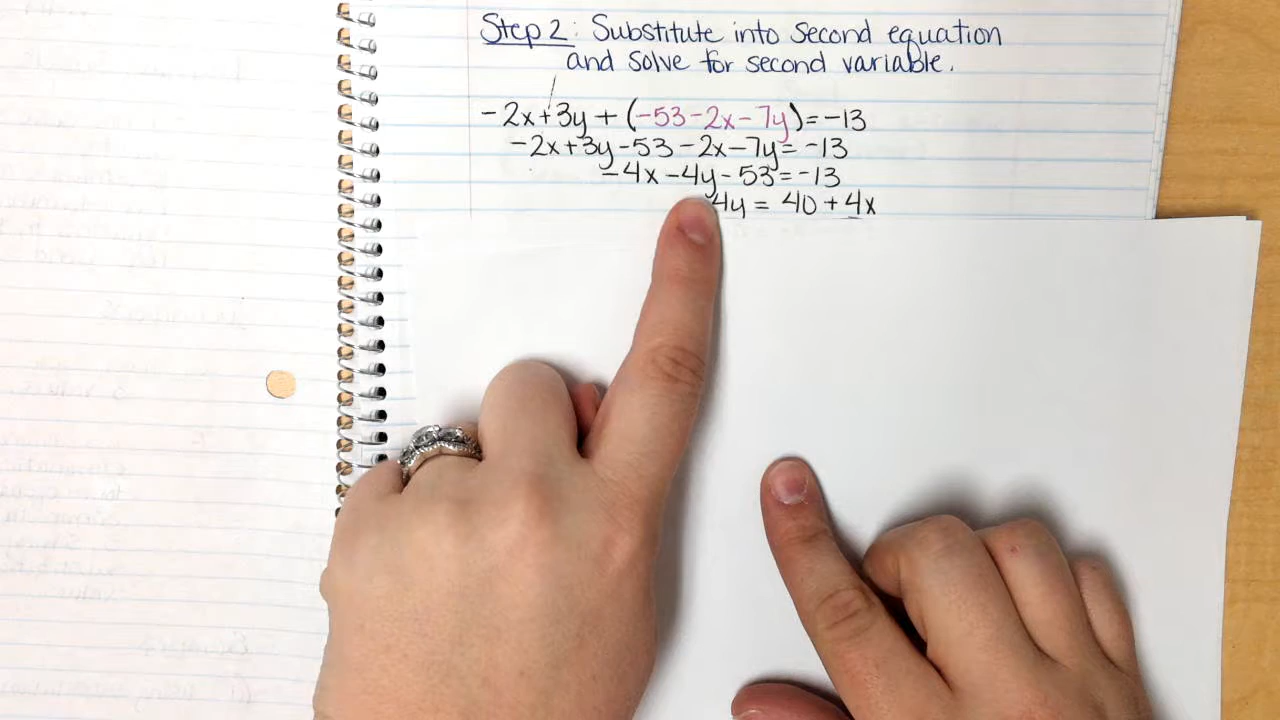 Step 2: Substitute into second equation
and solve for second variable.
-2x+3y+(-53-2x-7y)=-13
-2x+3y-53-2x-7y=-13
-4x-4y-53=-13
4y=40+4x